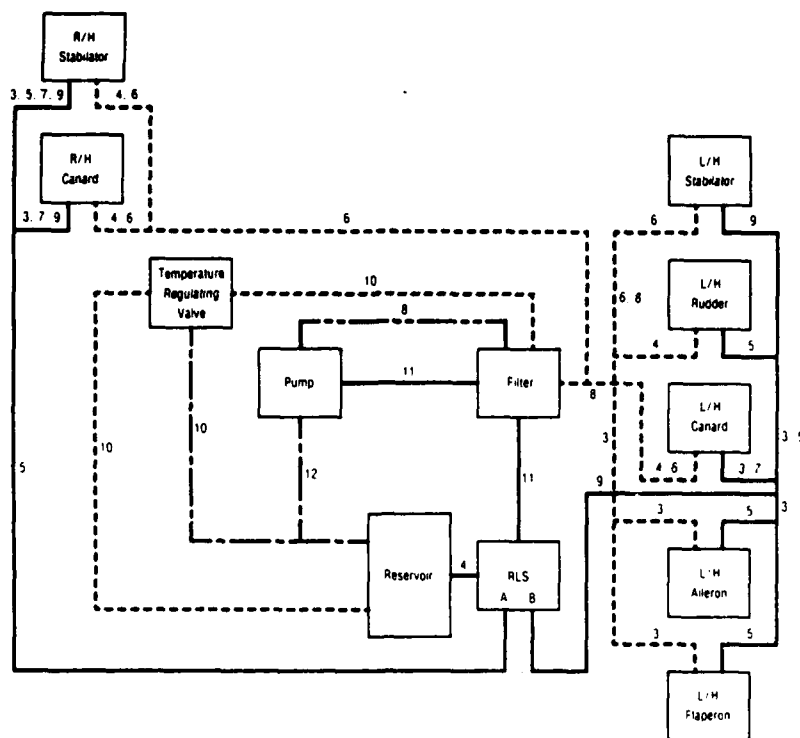 R/H
Stabilator
3. 5. 7. 9
4. 6
R/H
Canard
3. 7 9
4 6
6
L/H
Stabilator
6
9
Temperature
Regulating
Valve
10
8
6. 8
L/H
Rudder
4
5
Pump
11
Filter
8
L/H
Canard
4 6
3. 7
3
10
10
12
11
5
9
3
3
5
Reservoir
4
RLS
A
B
L/H
Aileron
3
5
L/H
Flaperon